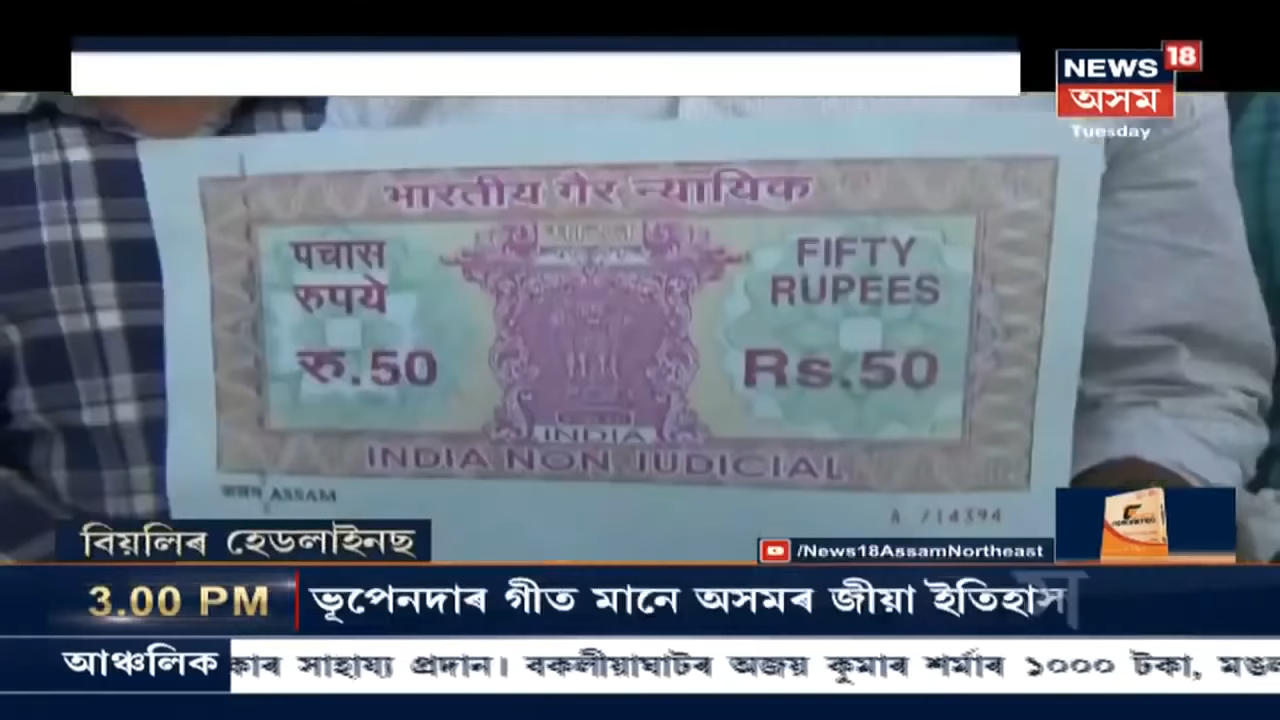 NEWS 18
অসম
Tuesday
भारतीय गैर न्यायिक
पचास
रुपये
रु.50
FIFTY
RUPEES
Rs.50
INDIA
INDIA NON JUDICIAL
ASSAM
A 714394
বিয়লিৰ হেডলাইনছ
/News18AssamNortheast
3.00 PM
ভূপেনদাৰ গীত মানে অসমৰ জীয়া ইতিহাস
আঞ্চলিক
কাৰ সাহায্য প্ৰদান। বকলীয়াঘাটৰ অজয় কুমাৰ শৰ্মাৰ ১০০০ টকা, মঙল